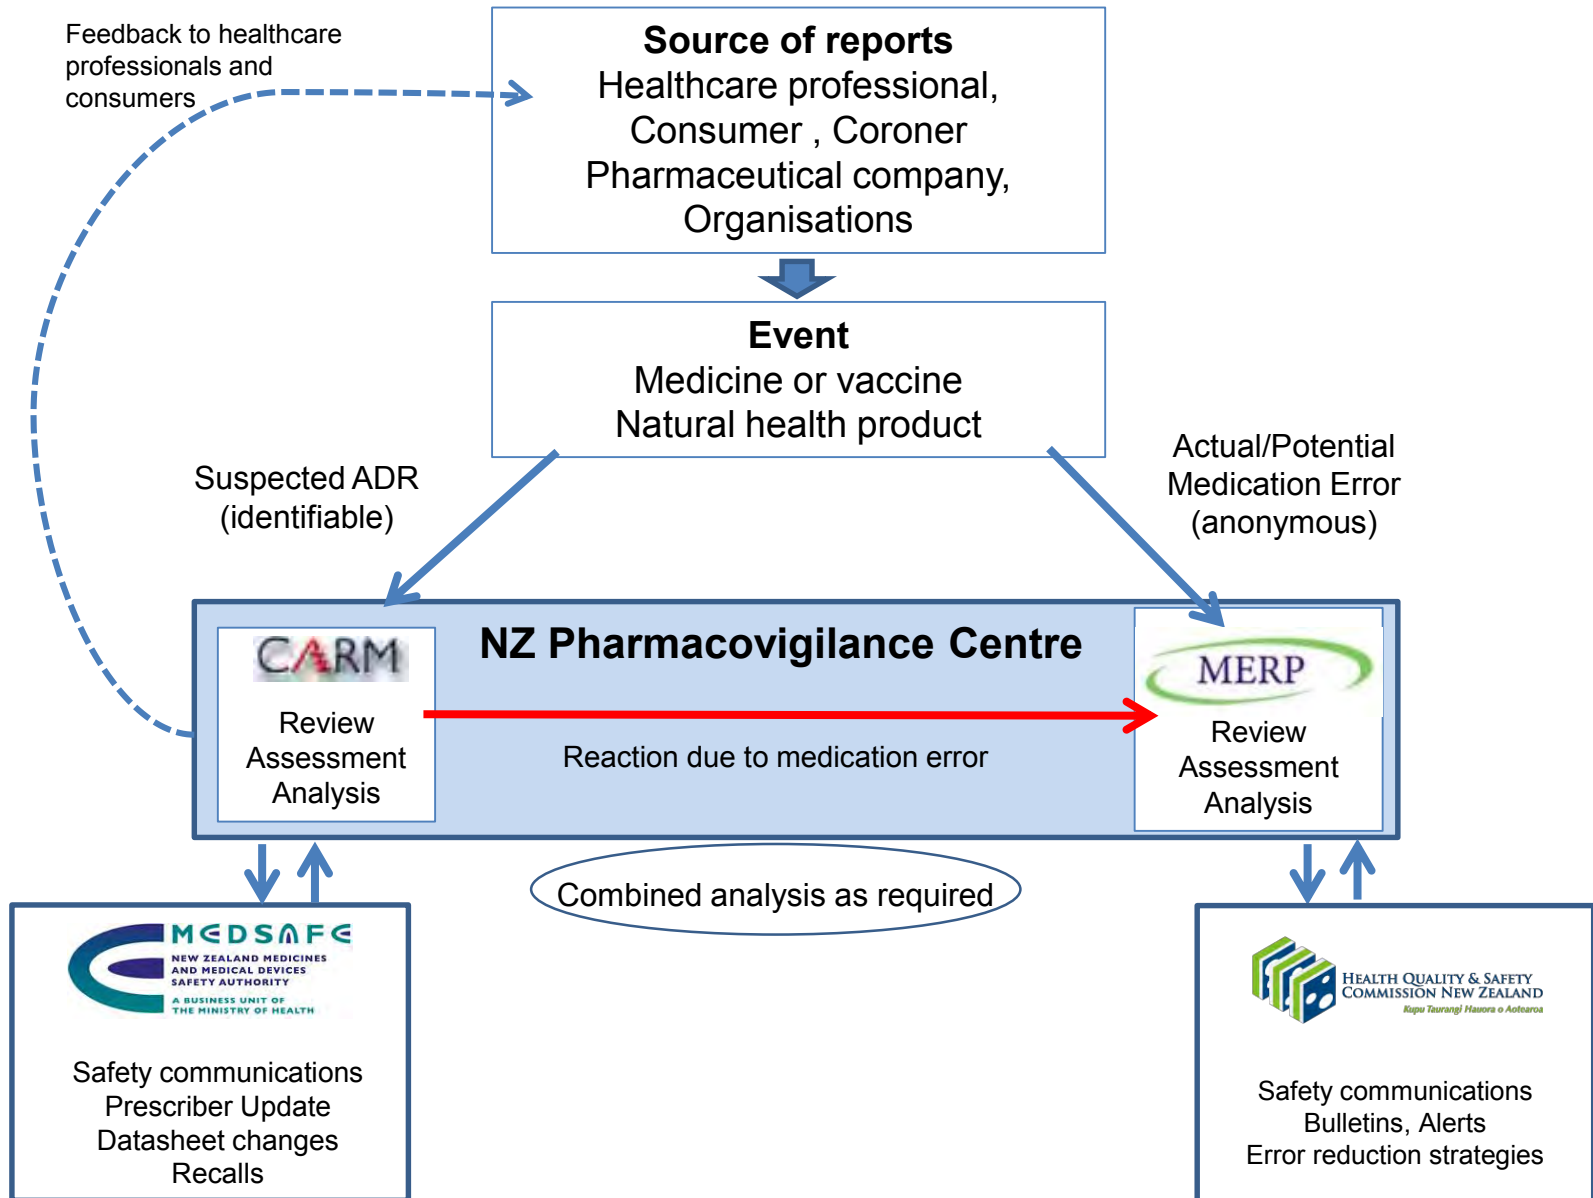 Feedback to healthcare
professionals and
consumers
Source of reports
Healthcare professional,
Consumer , Coroner
Pharmaceutical company,
Organisations
Event
Medicine or vaccine
Natural health product
Suspected ADR
(identifiable)
Actual/Potential
Medication Error
(anonymous)
NZ Pharmacovigilance Centre
CARM
Review
Assessment
Analysis
Reaction due to medication error
MERP
Review
Assessment
Analysis
Combined analysis as required
MEDSAFE
NEW ZEALAND MEDICINES
AND MEDICAL DEVICES
SAFETY AUTHORITY
A BUSINESS UNIT OF
THE MINISTRY OF HEALTH
Safety communications
Prescriber Update
Datasheet changes
Recalls
HEALTH QUALITY & SAFETY
COMMISSION NEW ZEALAND
Kupu Taurangi Hauora o Aotearoa
Safety communications
Bulletins, Alerts
Error reduction strategies